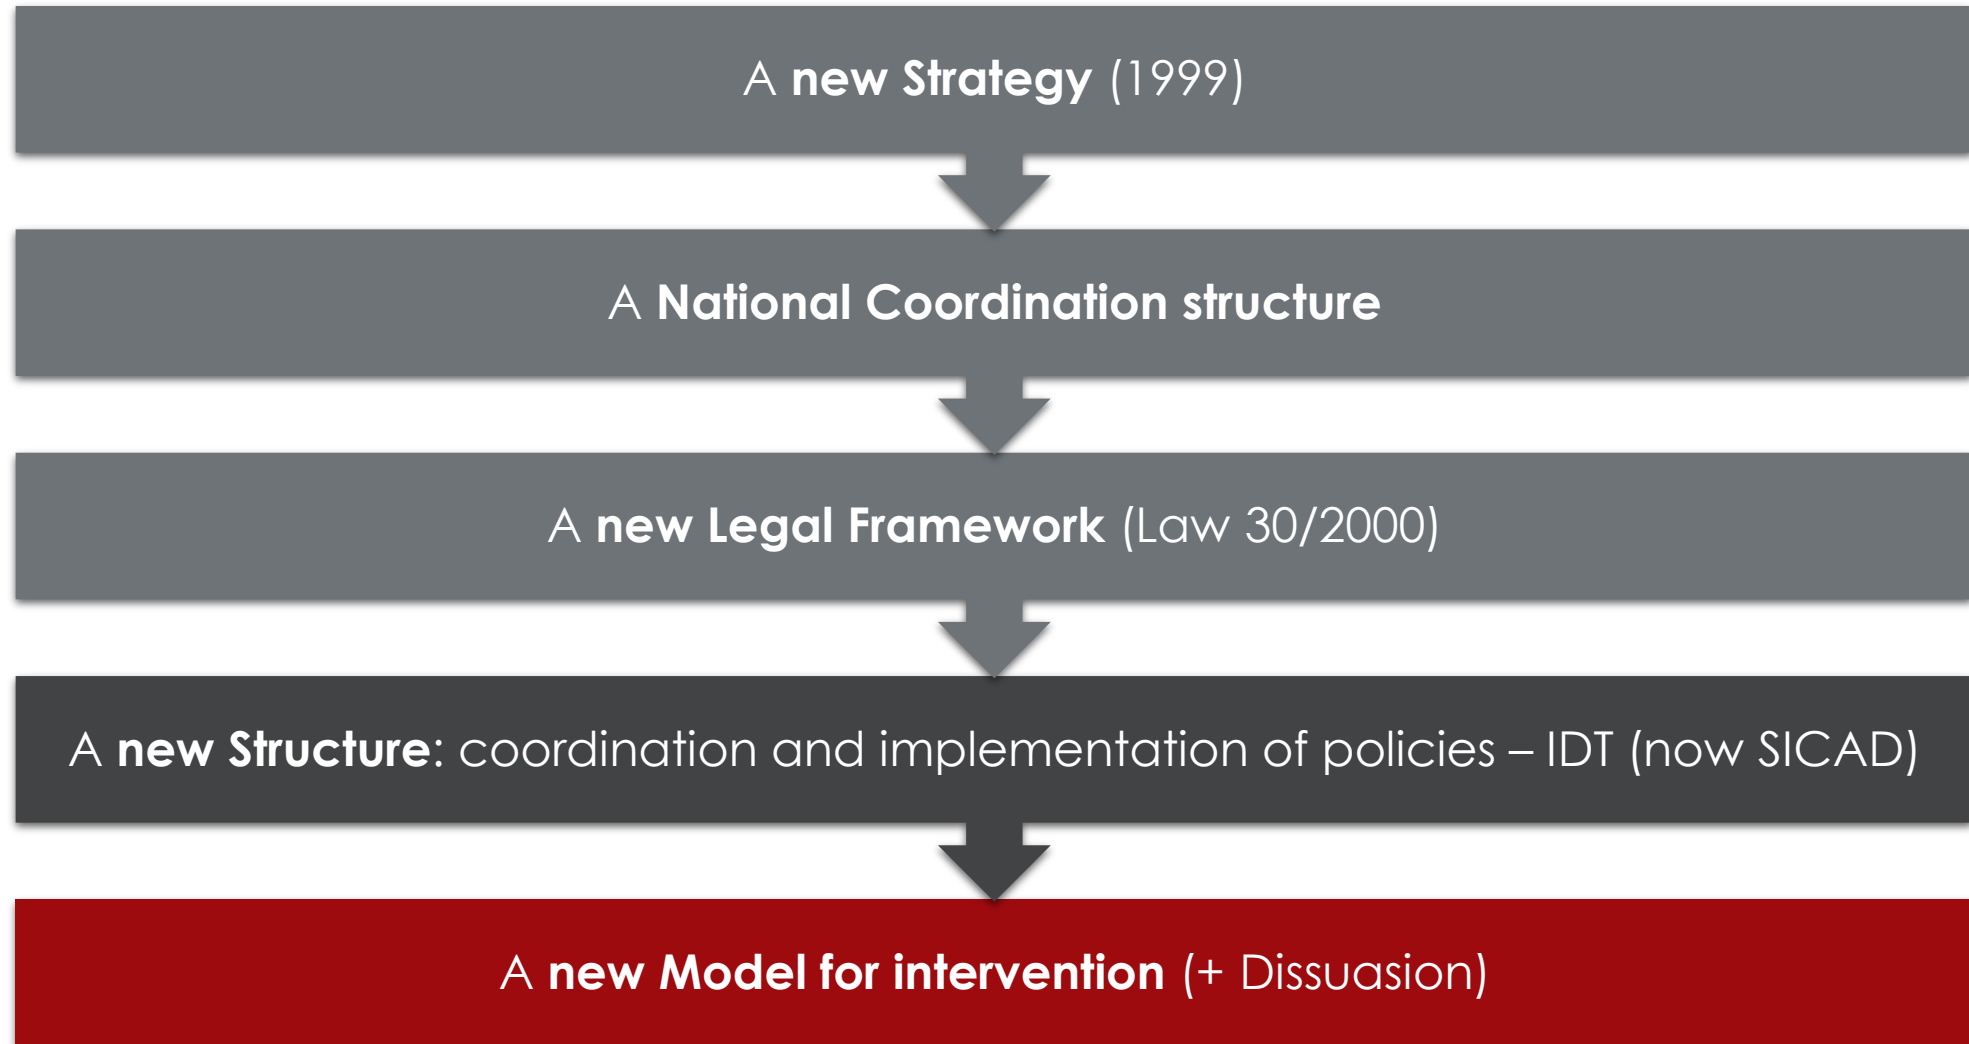 A new Strategy (1999)
A National Coordination structure
A new Legal Framework (Law 30/2000)
A new Structure: coordination and implementation of policies – IDT (now SICAD)
A new Model for intervention (+ Dissuasion)